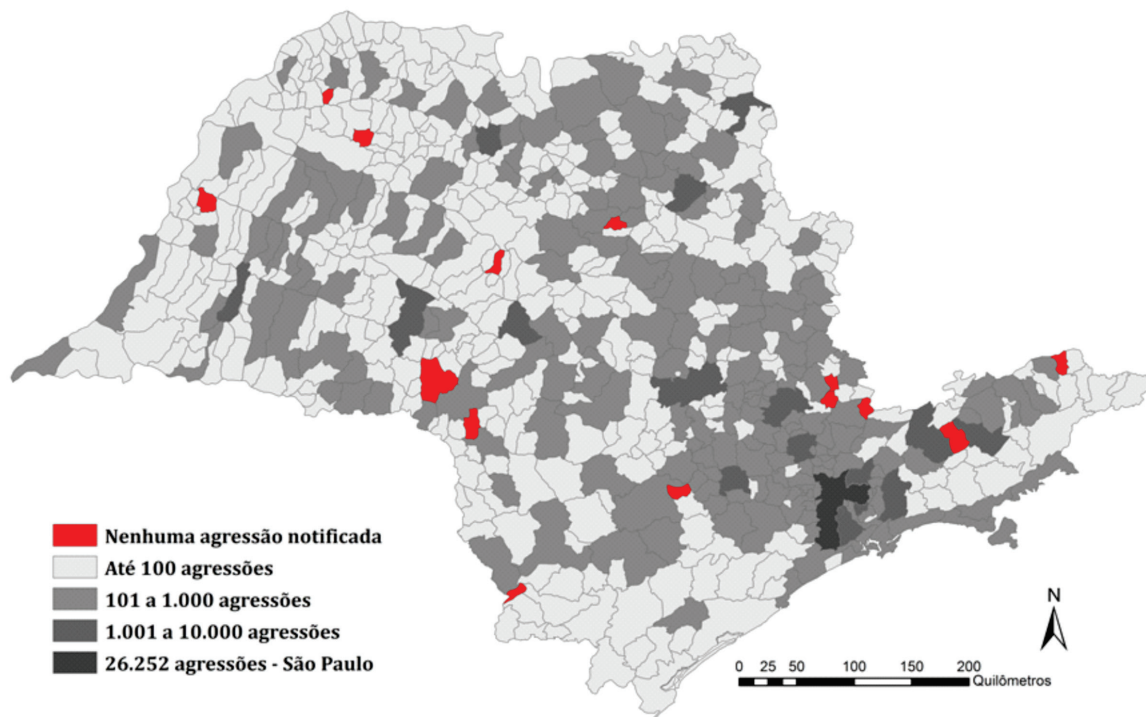 Nenhuma agressão notificada
Até 100 agressões
101 a 1.000 agressões
1.001 a 10.000 agressões
26.252 agressões - São Paulo
N
0 25 50 100 150 200
Quilômetros